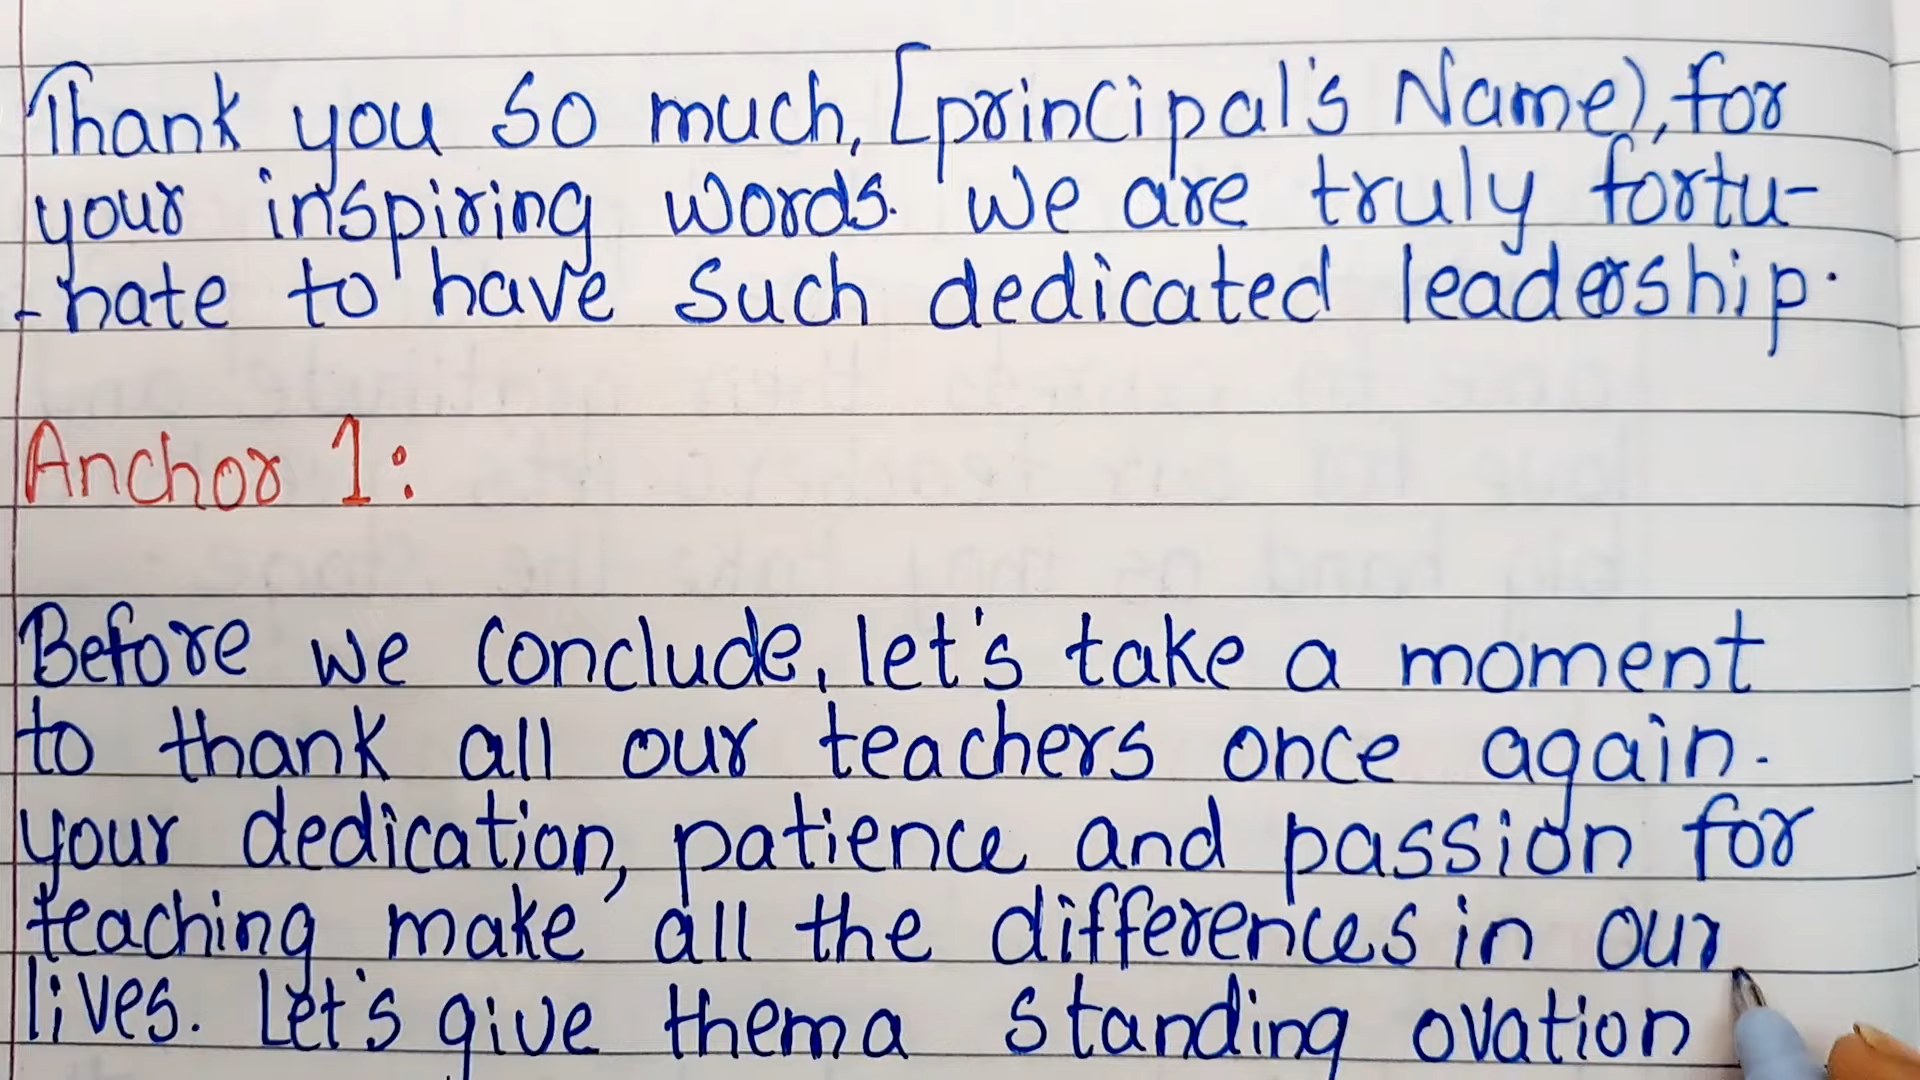 Thank you so much, [principal's Name), for
your inspiring words. We are truly fortu-
-nate to have such dedicated leadership.
Anchor 1:
Before we conclude, let's take a moment
to thank all our teachers once again.
your dedication, patience and passion for
teaching make all the differences in our
lives. Let's give them a standing ovation